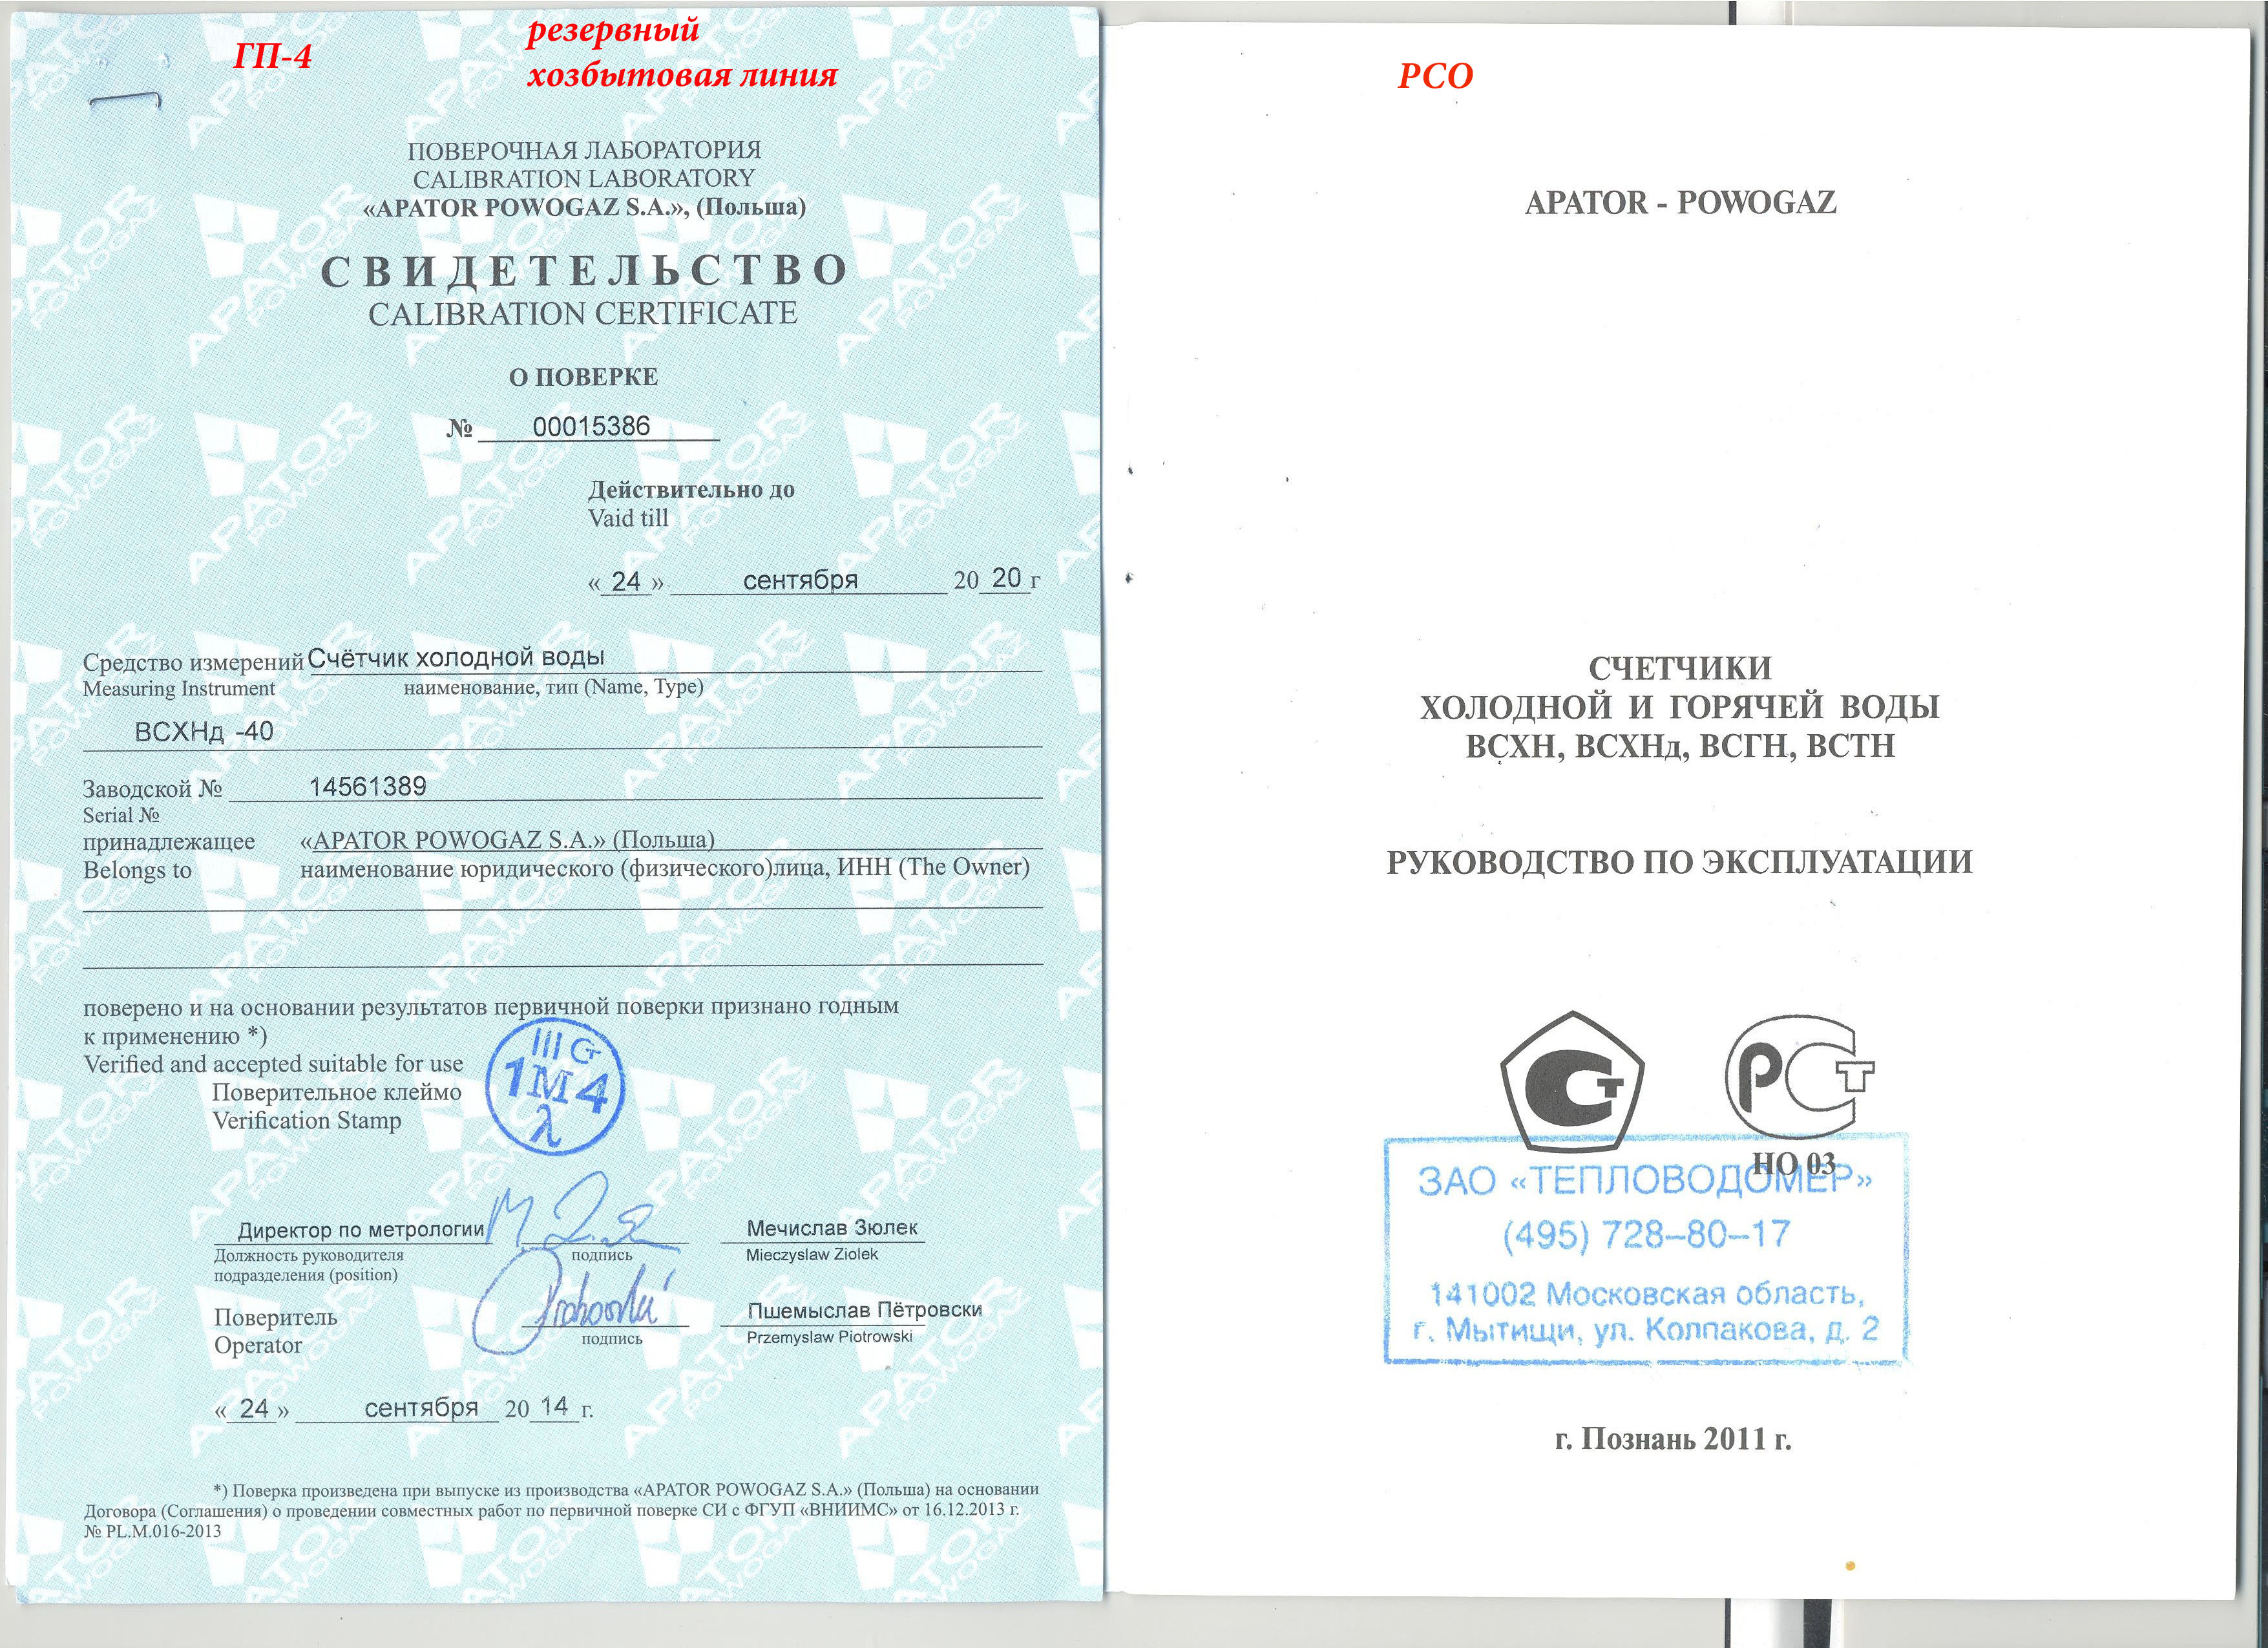 ГП-4
резервный
хозбытовая линия
ПОВЕРОЧНАЯ ЛАБОРАТОРИЯ
CALIBRATION LABORATORY
«APATOR POWOGAZ S.A.», (Польша)
СВИДЕТЕЛЬСТВО
CALIBRATION CERTIFICATE
О ПОВЕРКЕ
№ 00015386
Действительно до
Vaid till
« 24 » сентября 20 20 г
Средство измерений Счётчик холодной воды
Measuring Instrument наименование, тип (Name, Type)
ВСХНд -40
Заводской № 14561389
Serial №
принадлежащее «APATOR POWOGAZ S.A.» (Польша)
Belongs to наименование юридического (физического)лица, ИНН (The Owner)
поверено и на основании результатов первичной поверки признано годным
к применению *)
Verified and accepted suitable for use
Поверительное клеймо
Verification Stamp
III Ст
1 М 4
λ
Директор по метрологии Мечислав Зюлек
Должность руководителя подпись Mieczyslaw Ziolek
подразделения (position)
Поверитель Пшемыслав Пётровски
Operator подпись Przemyslaw Piotrowski
« 24 » сентября 20 14 г.
*) Поверка произведена при выпуске из производства «APATOR POWOGAZ S.A.» (Польша) на основании
Договора (Соглашения) о проведении совместных работ по первичной поверке СИ с ФГУП «ВНИИМС» от 16.12.2013 г.
№ PL.M.016-2013
РСО
APATOR - POWOGAZ
СЧЕТЧИКИ
ХОЛОДНОЙ И ГОРЯЧЕЙ ВОДЫ
ВСХН, ВСХНд, ВСГН, ВСТН
РУКОВОДСТВО ПО ЭКСПЛУАТАЦИИ
Ст РСТ
НО 03
ЗАО «ТЕПЛОВОДОМЕР»
(495) 728–80–17
141002 Московская область,
г. Мытищи, ул. Колпакова, д. 2
г. Познань 2011 г.